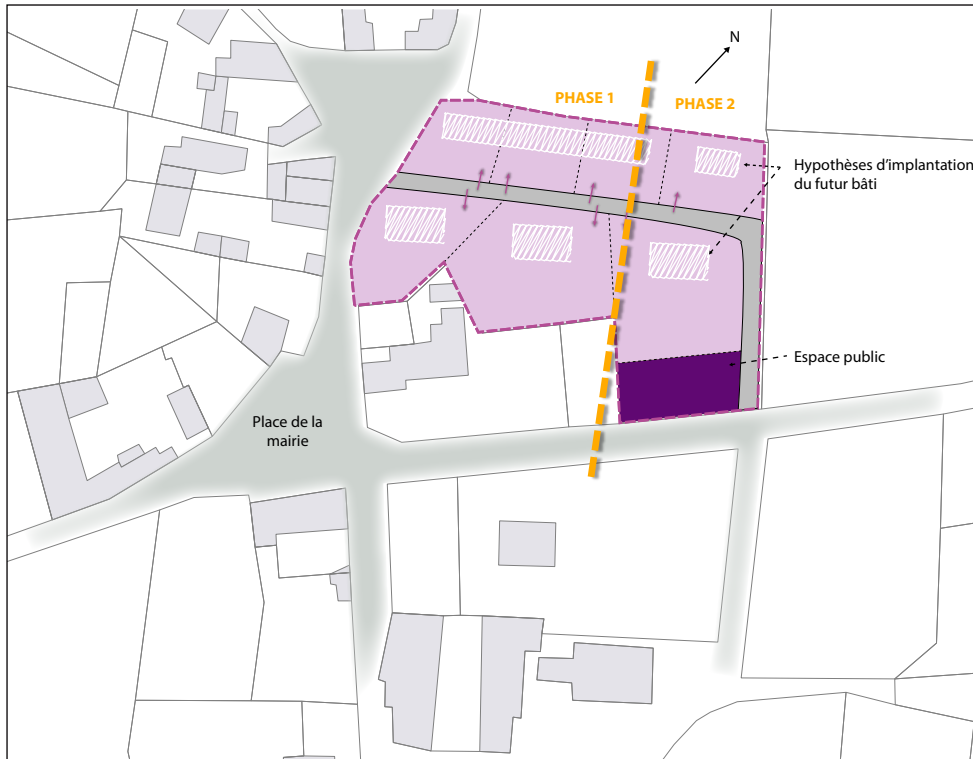 N
PHASE 1
PHASE 2
Hypothèses d'implantation
du futur bâti
Espace public
Place de la
mairie